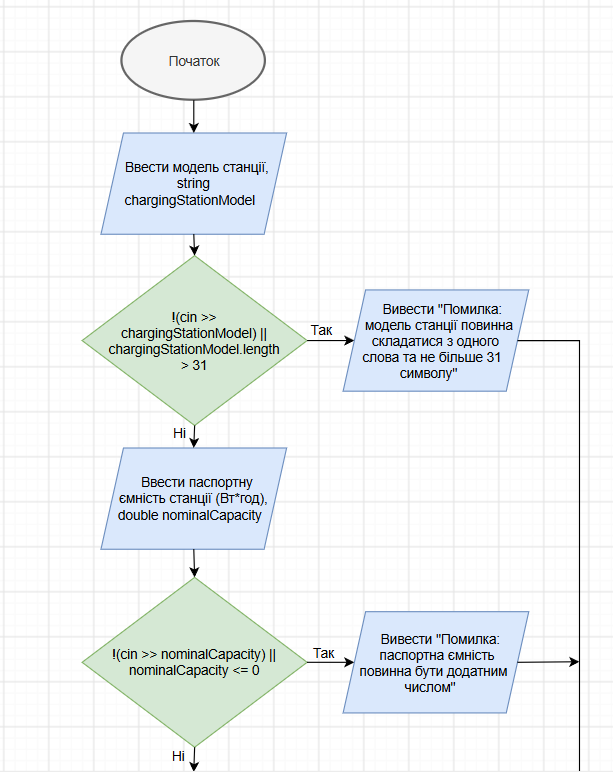 Початок
Ввести модель станції,
string
chargingStationModel
!(cin >>
chargingStationModel) ||
chargingStationModel.length
> 31
Так
Вивести "Помилка:
модель станції повинна
складатися з одного
слова та не більше 31
символу"
Ні
Ввести паспортну
ємність станції (Вт*год),
double nominalCapacity
!(cin >> nominalCapacity) ||
nominalCapacity <= 0
Так
Вивести "Помилка:
паспортна ємність
повинна бути додатним
числом"
Ні